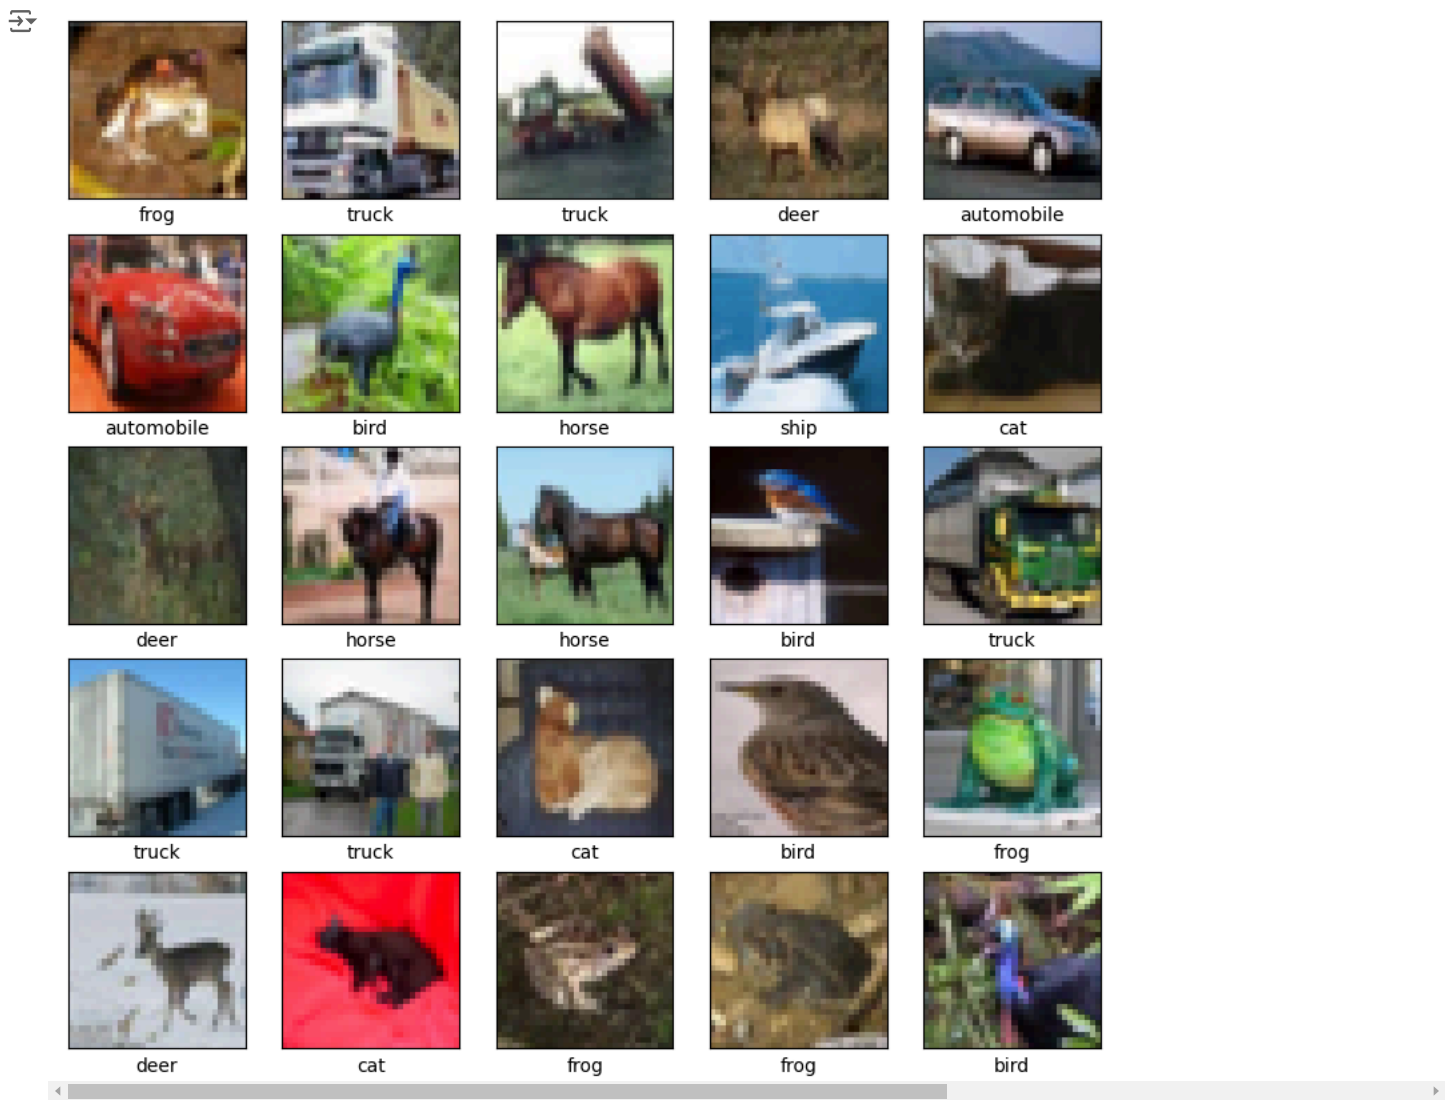 frog truck truck deer automobile
automobile bird horse ship cat
deer horse horse bird truck
truck truck cat bird frog
deer cat frog frog bird